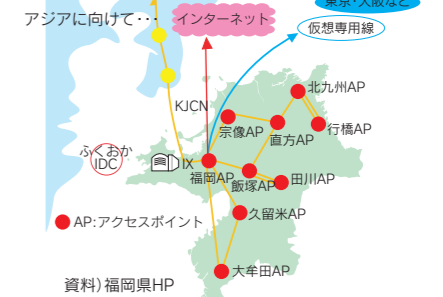 東京・大阪など
アジアに向けて･･･
インターネット
仮想専用線
KJCN
北九州AP
宗像AP
行橋AP
直方AP
ふくおか
IDC
IX
福岡AP
飯塚AP
田川AP
久留米AP
AP:アクセスポイント
大牟田AP
資料）福岡県HP